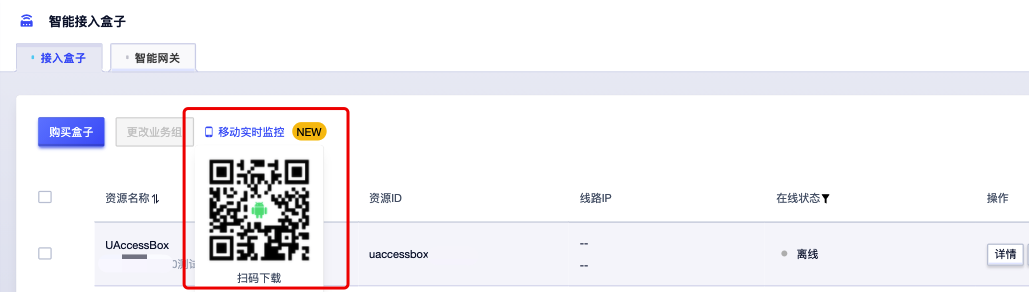 智能接入盒子
接入盒子 智能网关
购买盒子 更改业务组 移动实时监控 NEW
资源名称 资源ID 线路IP 在线状态 操作
UAccessBox uaccessbox -- 离线 详情
测试 --
扫码下载